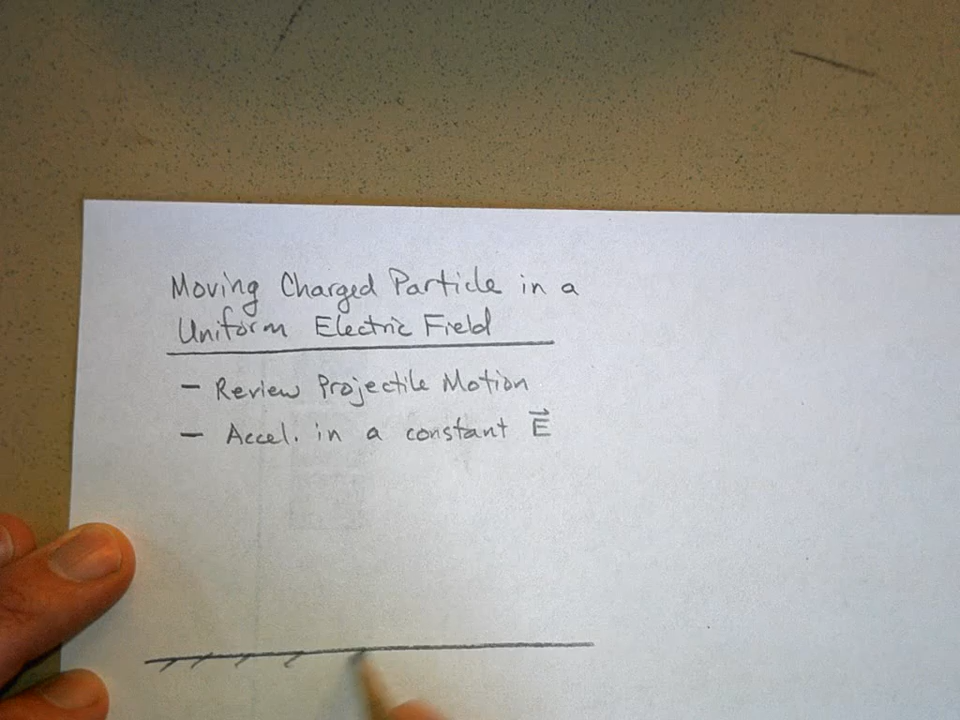 Moving Charged Particle in a
Uniform Electric Field
- Review Projectile Motion
- Accel. in a constant E⃗